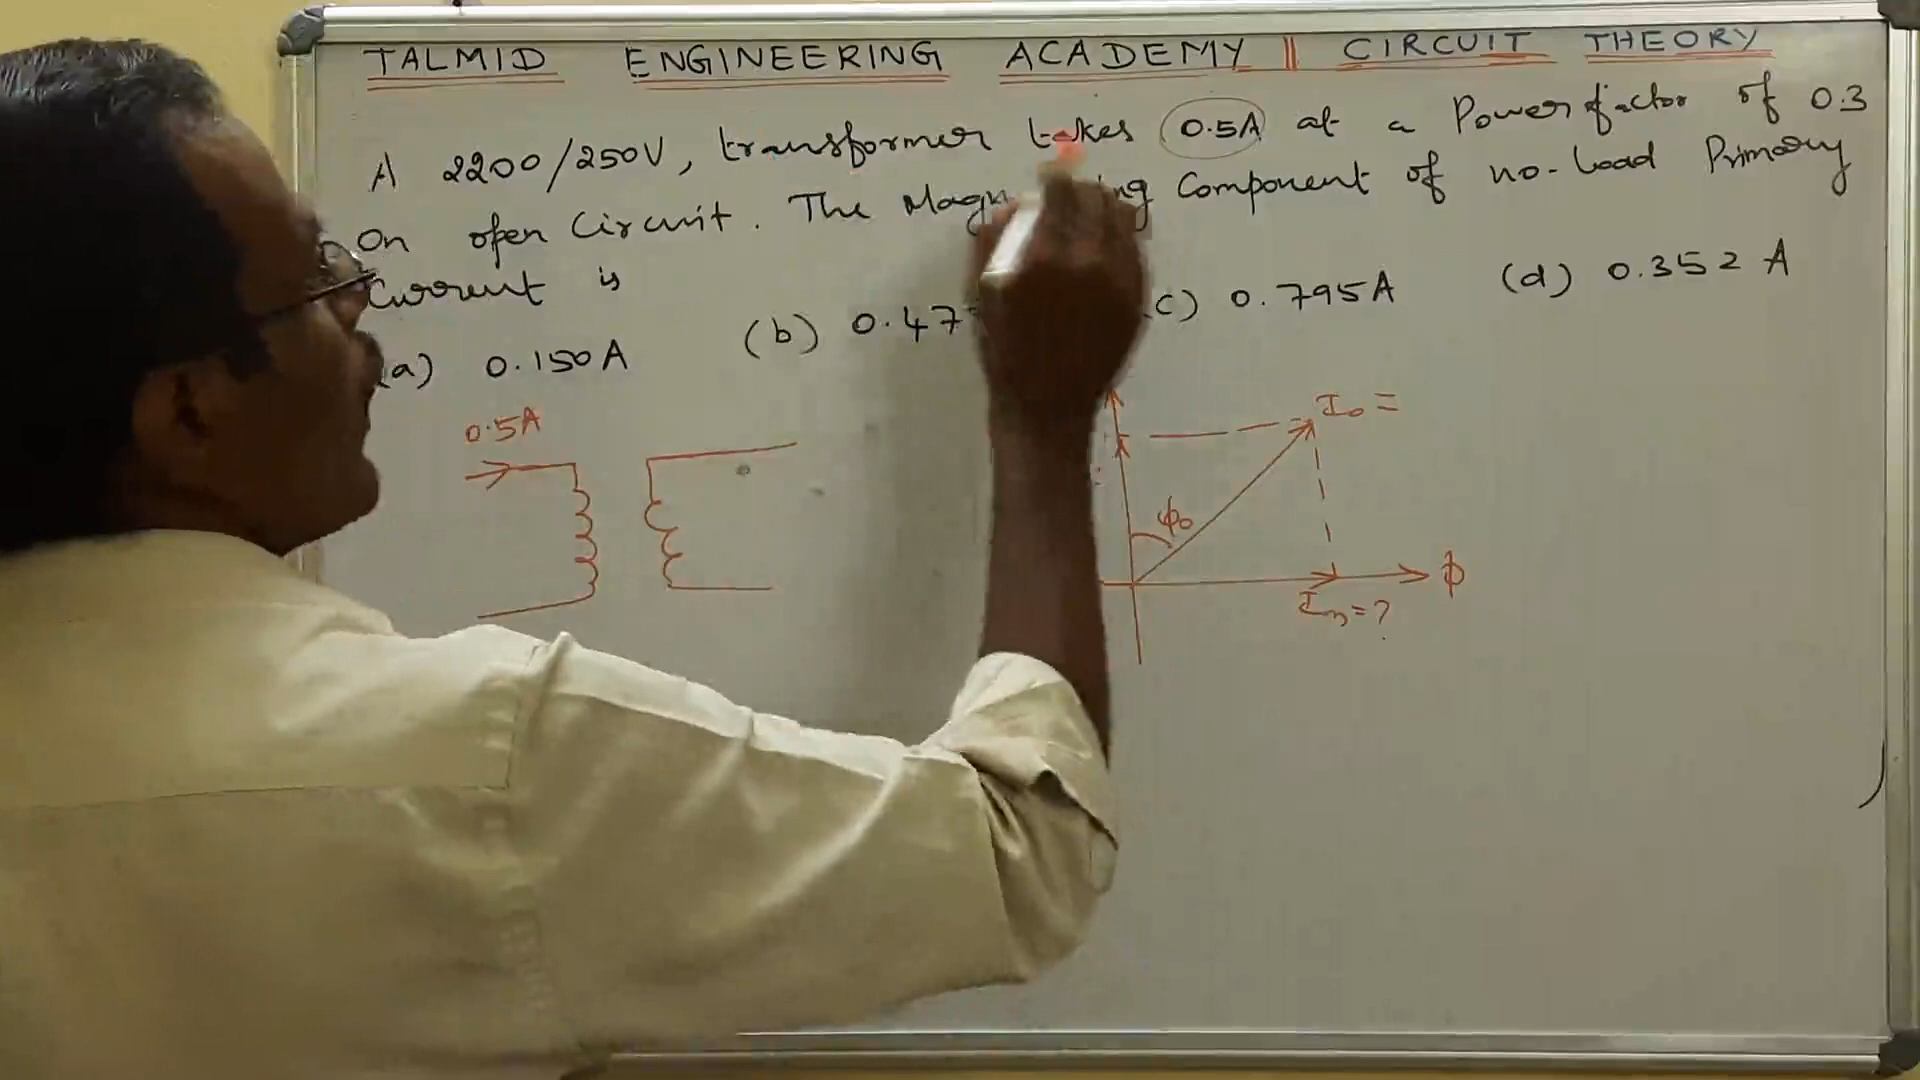 TALMID ENGINEERING ACADEMY || CIRCUIT THEORY
A 2200/250V, transformer takes 0.5A at a Power factor of 0.3
On open Circuit. The Component of no-load Primary
Current is
(a) 0.150A (b) 0.47 (c) 0.795A (d) 0.352 A
0.5A
I₀ =
ϕ₀
ϕ
Iₘ = ?